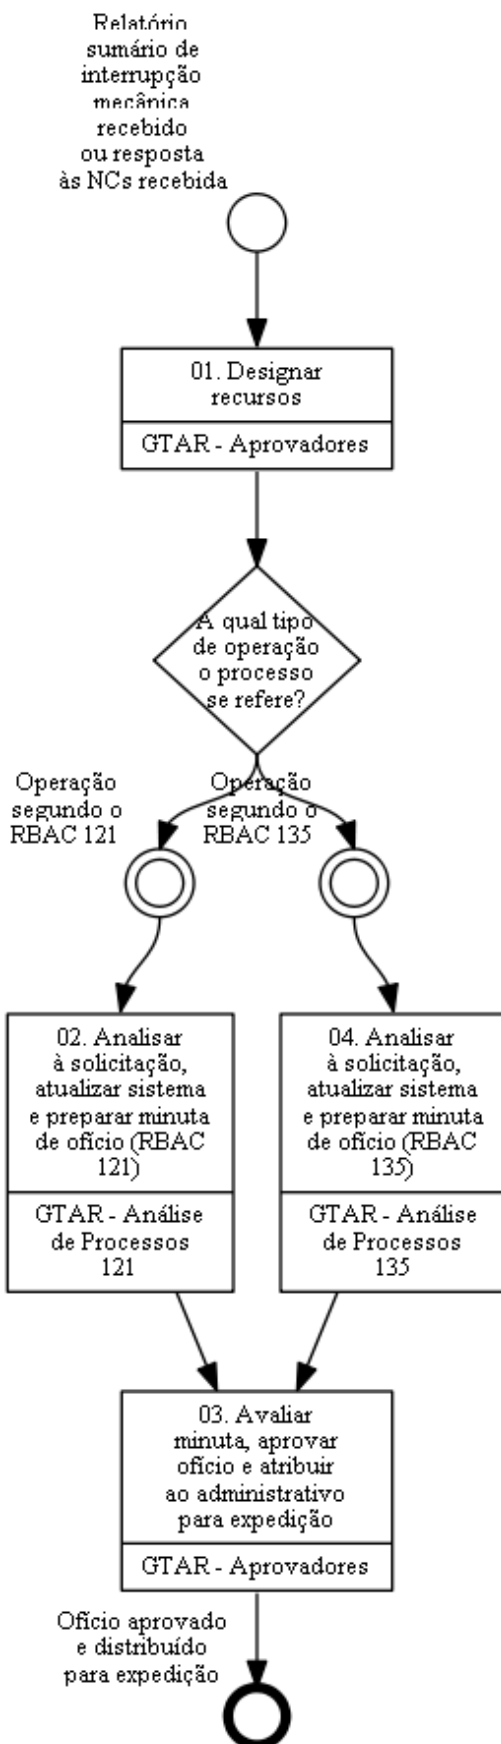 Relatório
sumário de
interrupção
mecânica
recebido
ou resposta
às NCs recebida
01. Designar
recursos
GTAR - Aprovadores
A qual tipo
de operação
o processo
se refere?
Operação
segundo o
RBAC 121
Operação
segundo o
RBAC 135
02. Analisar
à solicitação,
atualizar sistema
e preparar minuta
de ofício (RBAC
121)
GTAR - Análise
de Processos
121
04. Analisar
à solicitação,
atualizar sistema
e preparar minuta
de ofício (RBAC
135)
GTAR - Análise
de Processos
135
03. Avaliar
minuta, aprovar
ofício e atribuir
ao administrativo
para expedição
GTAR - Aprovadores
Ofício aprovado
e distribuído
para expedição